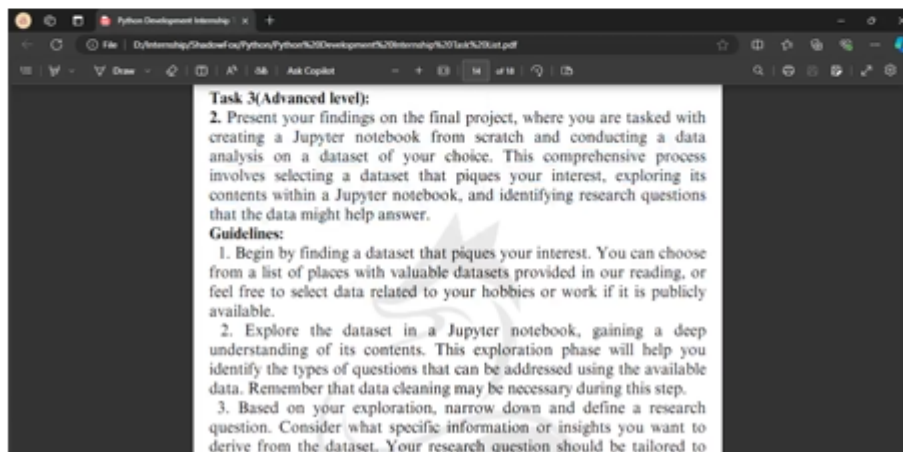 Python Development Internship
File D:/Internship/ShadowFox/Python/Python%20Development%20Internship%20Task%20List.pdf
Draw Ask Copilot 14 of 18
Task 3(Advanced level):
2. Present your findings on the final project, where you are tasked with
creating a Jupyter notebook from scratch and conducting a data
analysis on a dataset of your choice. This comprehensive process
involves selecting a dataset that piques your interest, exploring its
contents within a Jupyter notebook, and identifying research questions
that the data might help answer.
Guidelines:
1. Begin by finding a dataset that piques your interest. You can choose
from a list of places with valuable datasets provided in our reading, or
feel free to select data related to your hobbies or work if it is publicly
available.
2. Explore the dataset in a Jupyter notebook, gaining a deep
understanding of its contents. This exploration phase will help you
identify the types of questions that can be addressed using the available
data. Remember that data cleaning may be necessary during this step.
3. Based on your exploration, narrow down and define a research
question. Consider what specific information or insights you want to
derive from the dataset. Your research question should be tailored to